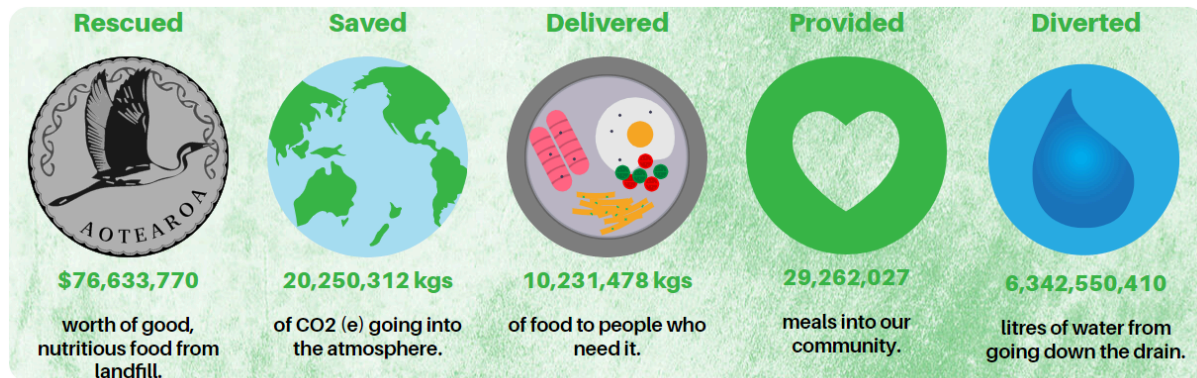 Rescued
AOTEAROA
$76,633,770
worth of good,
nutritious food from
landfill.
Saved
20,250,312 kgs
of CO2 (e) going into
the atmosphere.
Delivered
10,231,478 kgs
of food to people who
need it.
Provided
29,262,027
meals into our
community.
Diverted
6,342,550,410
litres of water from
going down the drain.